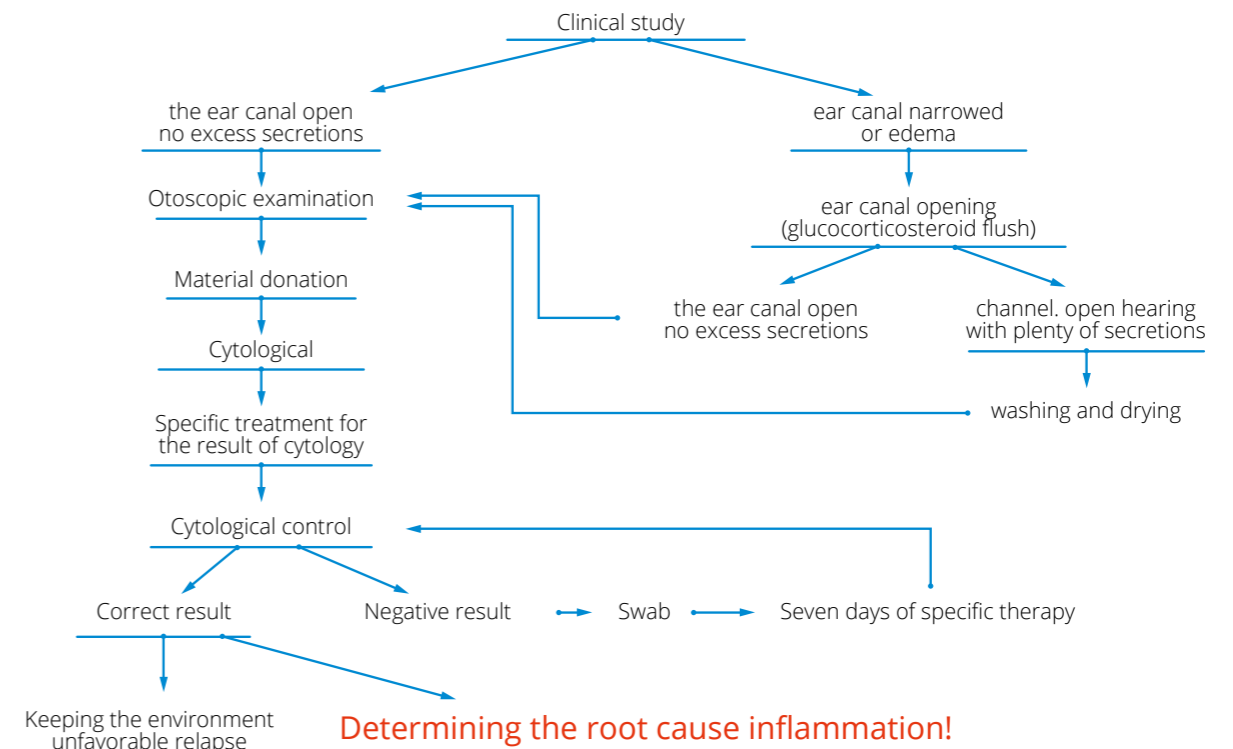 Clinical study
the ear canal open
no excess secretions
ear canal narrowed
or edema
Otoscopic examination
ear canal opening
(glucocorticosteroid flush)
Material donation
the ear canal open
no excess secretions
channel. open hearing
with plenty of secretions
Cytological
washing and drying
Specific treatment for
the result of cytology
Cytological control
Correct result
Negative result
Swab
Seven days of specific therapy
Keeping the environment
unfavorable relapse
Determining the root cause inflammation!